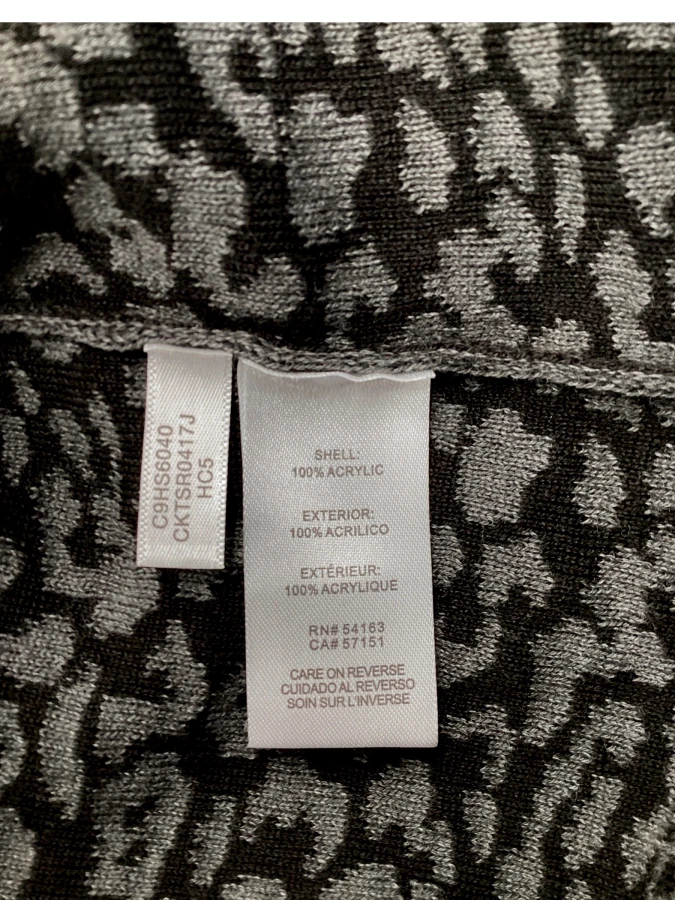 C9HS6040
CKTSR0417J
HC5
SHELL:
100% ACRYLIC
EXTERIOR:
100% ACRILICO
EXTÉRIEUR:
100% ACRYLIQUE
RN# 54163
CA# 57151
CARE ON REVERSE
CUIDADO AL REVERSO
SOIN SUR L'INVERSE